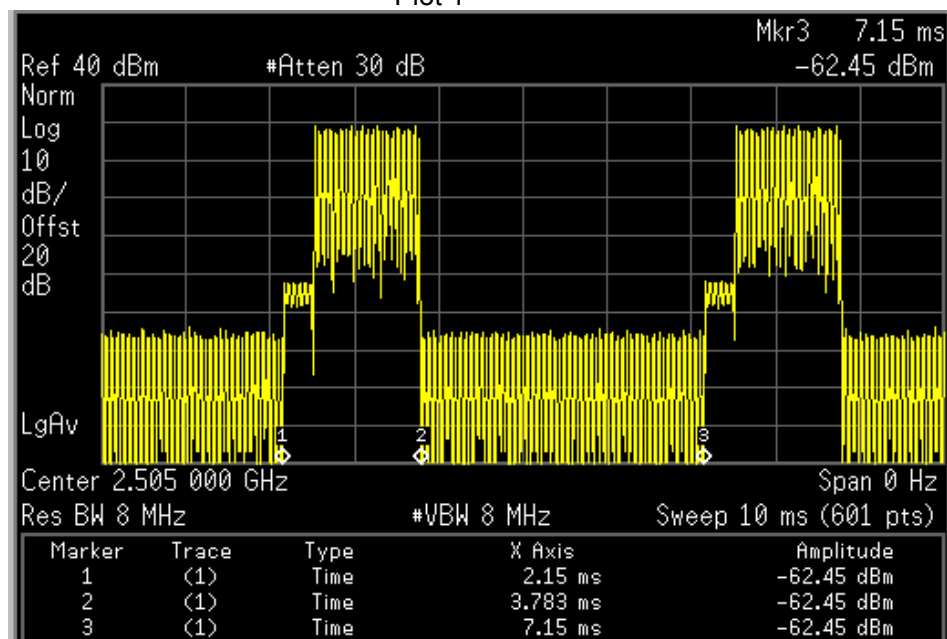 Mkr3 7.15 ms
Ref 40 dBm #Atten 30 dB -62.45 dBm
Norm
Log
10
dB/
Offst
20
dB
LgAv
1 2 3
Center 2.505 000 GHz Span 0 Hz
Res BW 8 MHz #VBW 8 MHz Sweep 10 ms (601 pts)
Marker Trace Type X Axis Amplitude
1 (1) Time 2.15 ms -62.45 dBm
2 (1) Time 3.783 ms -62.45 dBm
3 (1) Time 7.15 ms -62.45 dBm